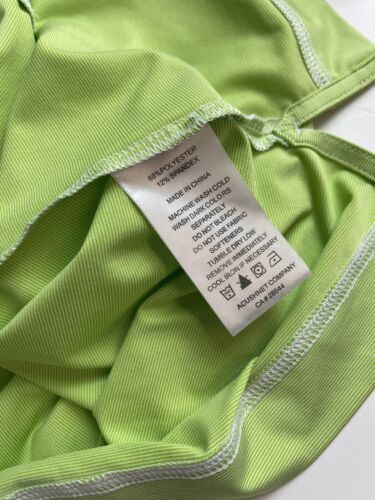 88%POLYESTER
12% SPANDEX
MADE IN CHINA
MACHINE WASH COLD
WASH DARK COLORS
SEPARATELY
DO NOT BLEACH
DO NOT USE FABRIC
SOFTENERS
TUMBLE DRY LOW
REMOVE IMMEDIATELY
COOL IRON IF NECESSARY
ACUSHNET COMPANY
CA# 28544